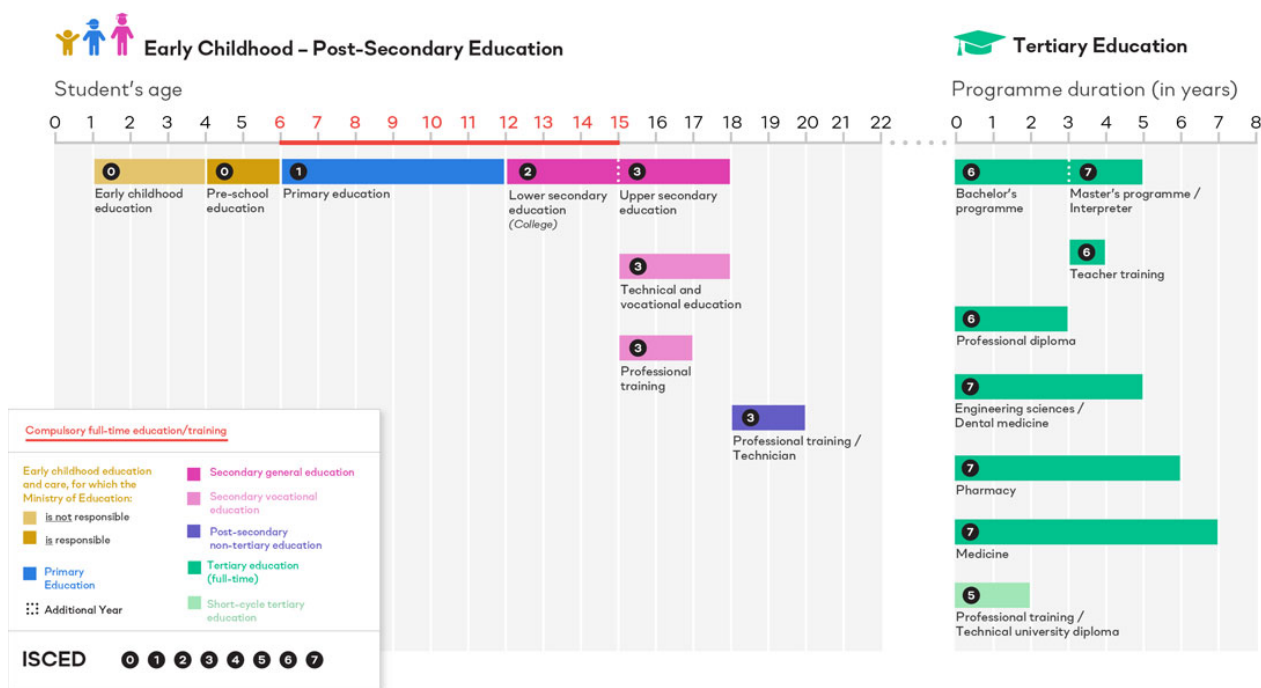 Early Childhood – Post-Secondary Education
Student's age
0 1 2 3 4 5 6 7 8 9 10 11 12 13 14 15 16 17 18 19 20 21 22
0
Early childhood
education
0
Pre-school
education
1
Primary education
2
Lower secondary
education
(College)
3
Upper secondary
education
3
Technical and
vocational education
3
Professional
training
3
Professional training /
Technician
Tertiary Education
Programme duration (in years)
0 1 2 3 4 5 6 7 8
6
Bachelor's
programme
7
Master's programme /
Interpreter
6
Teacher training
6
Professional diploma
7
Engineering sciences /
Dental medicine
7
Pharmacy
7
Medicine
5
Professional training /
Technical university diploma
Compulsory full-time education/training
Early childhood education
and care, for which the
Ministry of Education:
is not responsible
is responsible
Primary
Education
Additional Year
Secondary general education
Secondary vocational
education
Post-secondary
non-tertiary education
Tertiary education
(full-time)
Short-cycle tertiary
education
ISCED 0 1 2 3 4 5 6 7